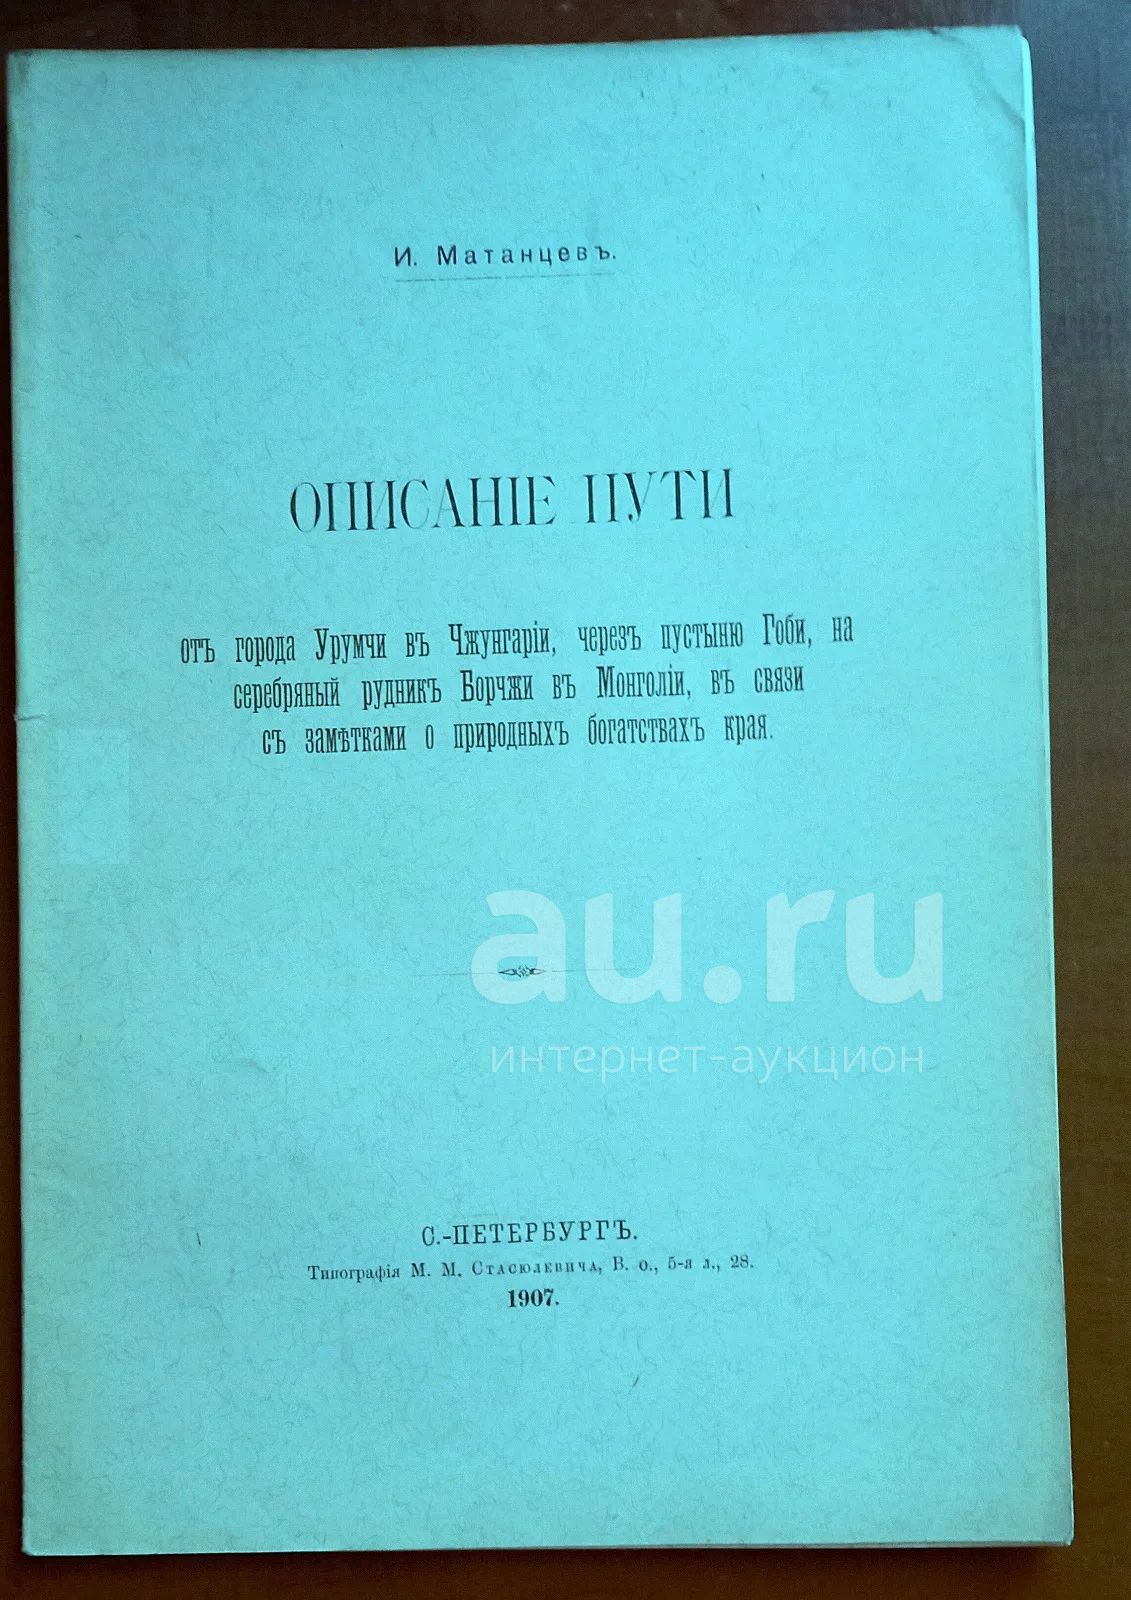 И. Матанцевъ.
ОПИСАНІЕ ПУТИ
отъ города Урумчи въ Чжунгаріи, черезъ пустыню Гоби, на
серебряный рудникъ Борчжи въ Монголіи, въ связи
съ замѣтками о природныхъ богатствахъ края.
au.ru
интернет-аукцион
С.-ПЕТЕРБУРГЪ.
Типографія М. М. Стасюлевича, В. о., 5-я л., 28.
1907.